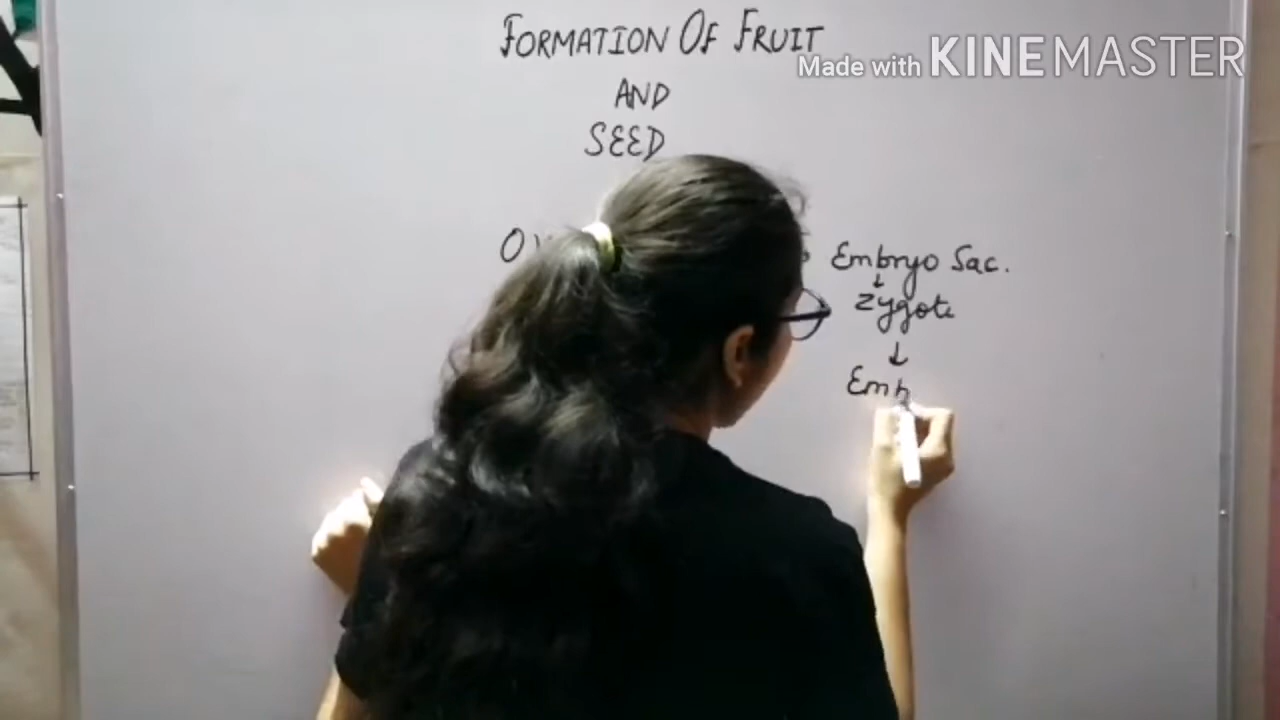 FORMATION OF FRUIT
Made with KINEMASTER
AND
SEED
Embryo Sac.
↓
Zygote
↓
Emb